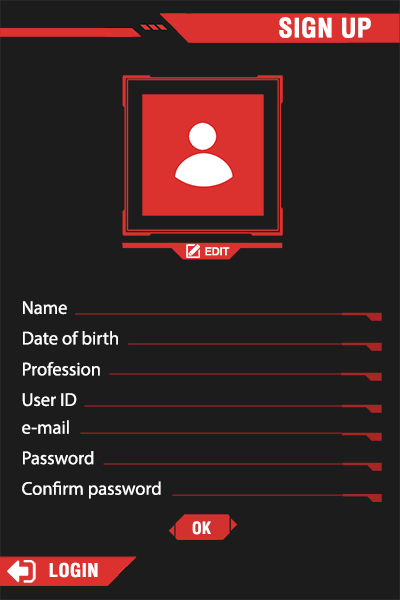 SIGN UP
EDIT
Name
Date of birth
Profession
User ID
e-mail
Password
Confirm password
OK
LOGIN